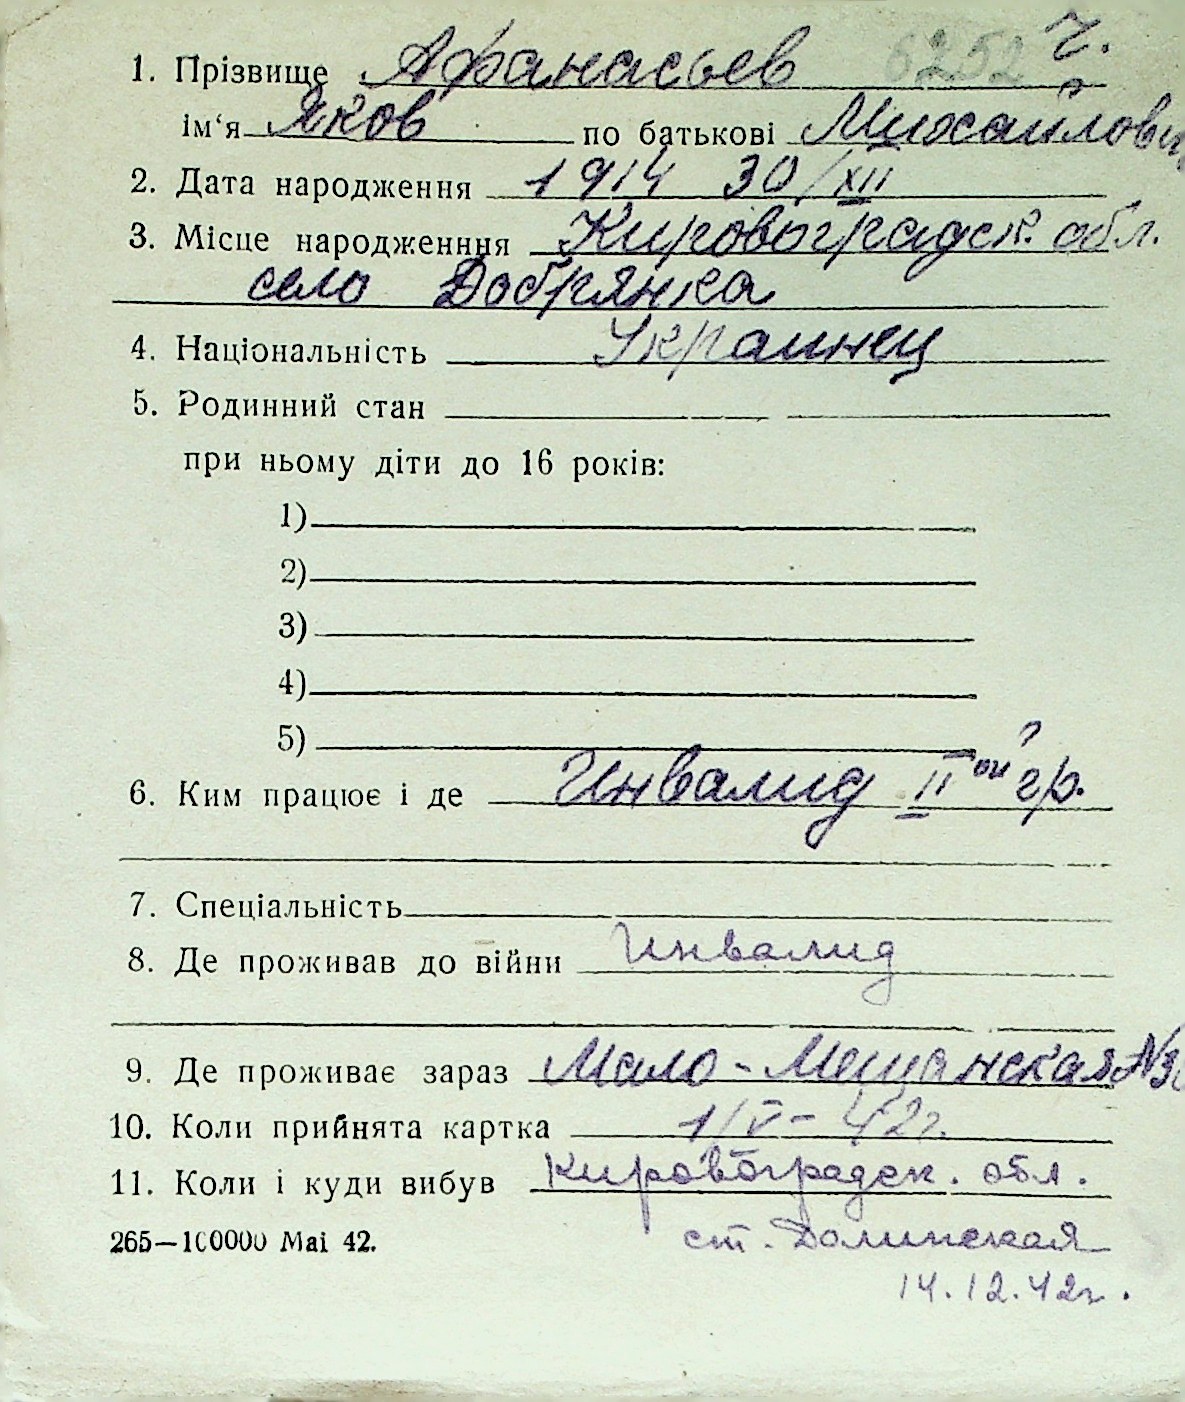 6252 г.
1. Прізвище Афанасьев
ім‘я Яков по батькові Михайлович
2. Дата народження 1914 30/XII
3. Місце народженння Кировоградск. обл.
село Добрянка
4. Національність Украинец
5. Родинний стан
при ньому діти до 16 років:
1)
2)
3)
4)
5)
6. Ким працює і де Инвалид II ой гр.
7. Спеціальність
8. Де проживав до війни Инвалид
9. Де проживає зараз Мало-Мещанская №
10. Коли прийнята картка 1/V-42г.
11. Коли і куди вибув Кировоградск. обл.
265—100000 Mai 42. ст. Долинская
14.12.42г.